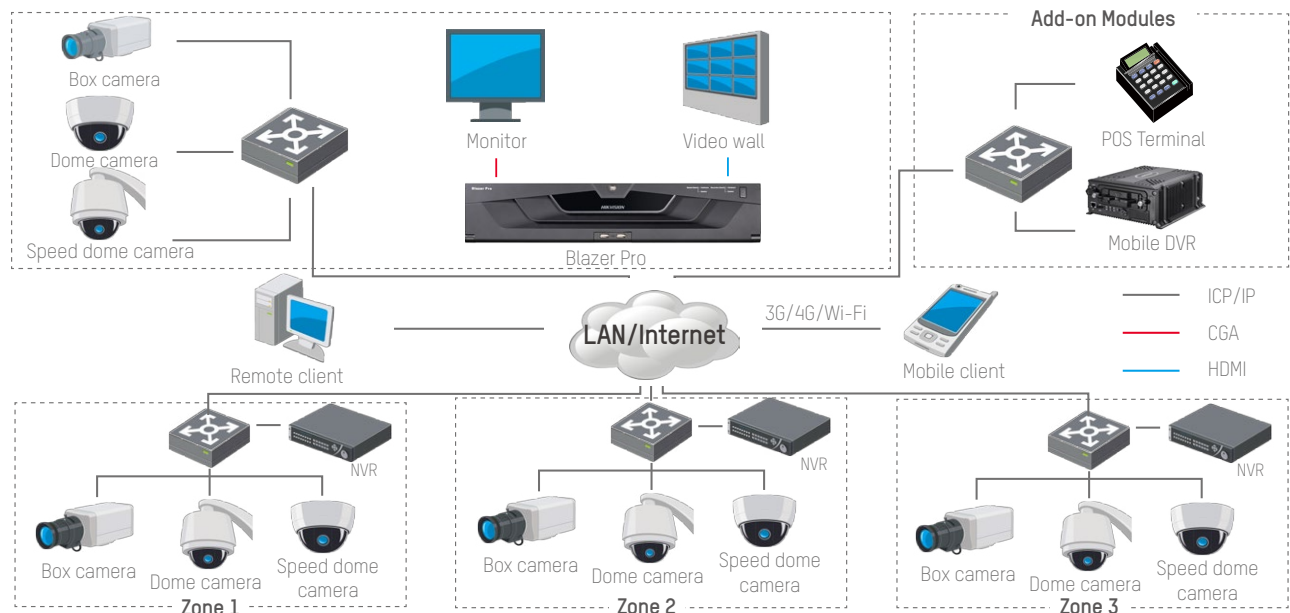 Add-on Modules
Box camera
Dome camera
Speed dome camera
Monitor
Video wall
Blazer Pro
HIKVISION
Blazer Pro
POS Terminal
Mobile DVR
Remote client
LAN/Internet
3G/4G/Wi-Fi
Mobile client
ICP/IP
CGA
HDMI
NVR
Box camera
Dome camera
Speed dome
camera
Zone 1
NVR
Box camera
Dome camera
Speed dome
camera
Zone 2
NVR
Box camera
Dome camera
Speed dome
camera
Zone 3